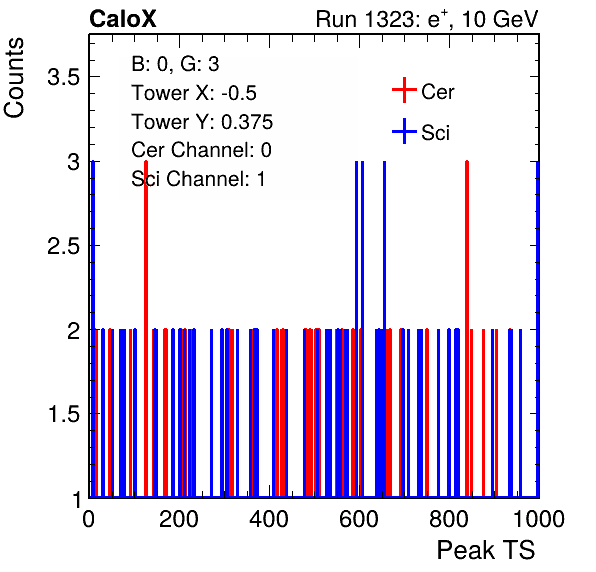 CaloX Run 1323: e+, 10 GeV
Counts
B: 0, G: 3
Tower X: -0.5
Tower Y: 0.375
Cer Channel: 0
Sci Channel: 1
Cer
Sci
3.5
3
2.5
2
1.5
1
0 200 400 600 800 1000
Peak TS